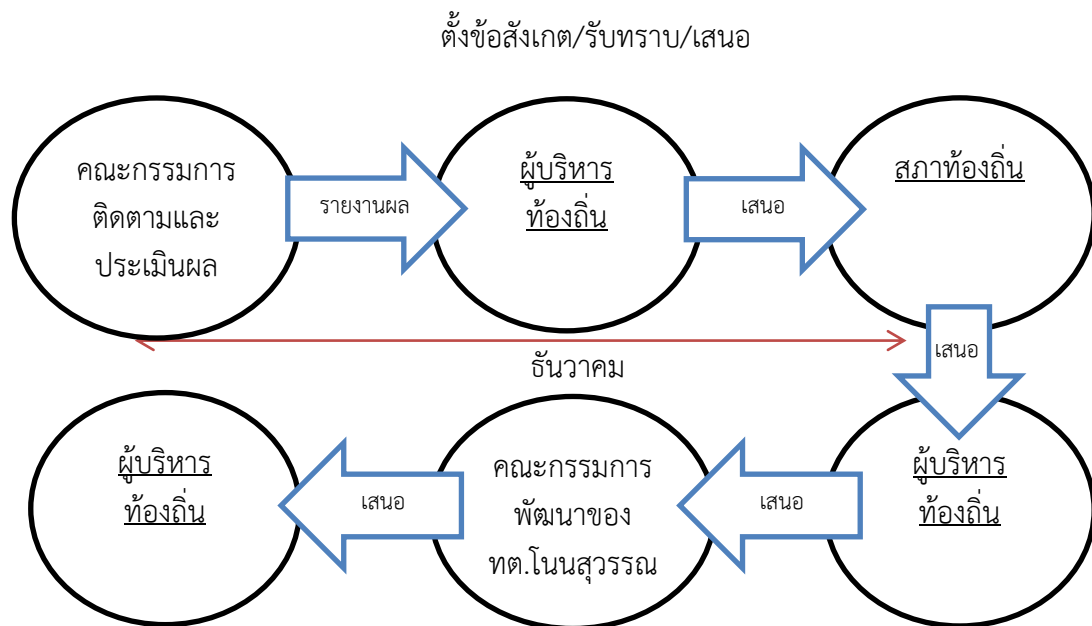 ตั้งข้อสังเกต/รับทราบ/เสนอ
คณะกรรมการ
ติดตามและ
ประเมินผล
รายงานผล
ผู้บริหาร
ท้องถิ่น
เสนอ
สภาท้องถิ่น
ธันวาคม
เสนอ
ผู้บริหาร
ท้องถิ่น
เสนอ
คณะกรรมการ
พัฒนาของ
ทต.โนนสุวรรณ
เสนอ
ผู้บริหาร
ท้องถิ่น